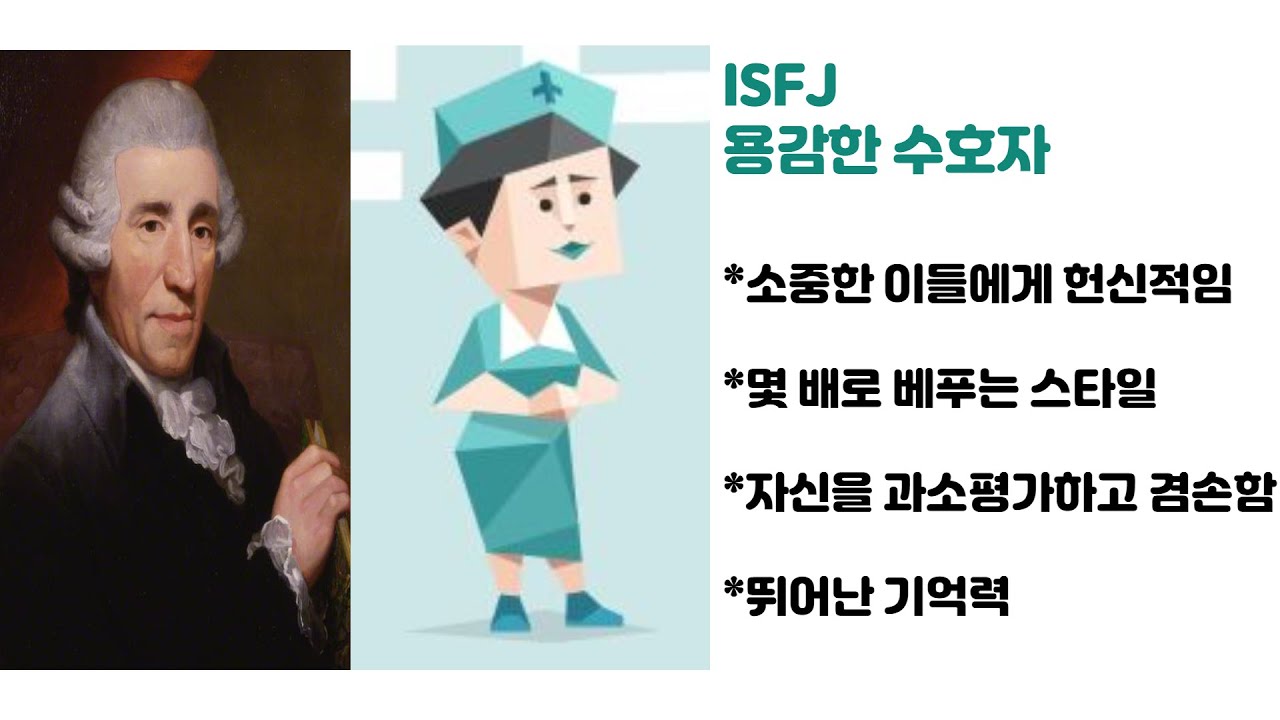 ISFJ
용감한 수호자
*소중한 이들에게 헌신적임
*몇 배로 베푸는 스타일
*자신을 과소평가하고 겸손함
*뛰어난 기억력